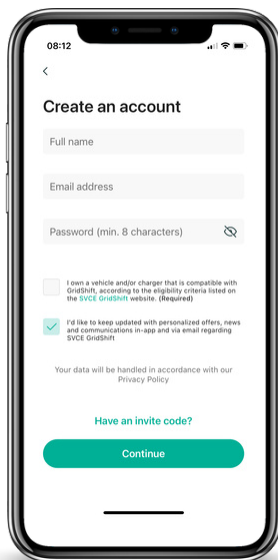 08:12
Create an account
Full name
Email address
Password (min. 8 characters)
I own a vehicle and/or charger that is compatible with
GridShift, according to the eligibility criteria listed on
the SVCE GridShift website. (Required)
I'd like to keep updated with personalized offers, news
and communications in-app and via email regarding
SVCE GridShift
Your data will be handled in accordance with our
Privacy Policy
Have an invite code?
Continue